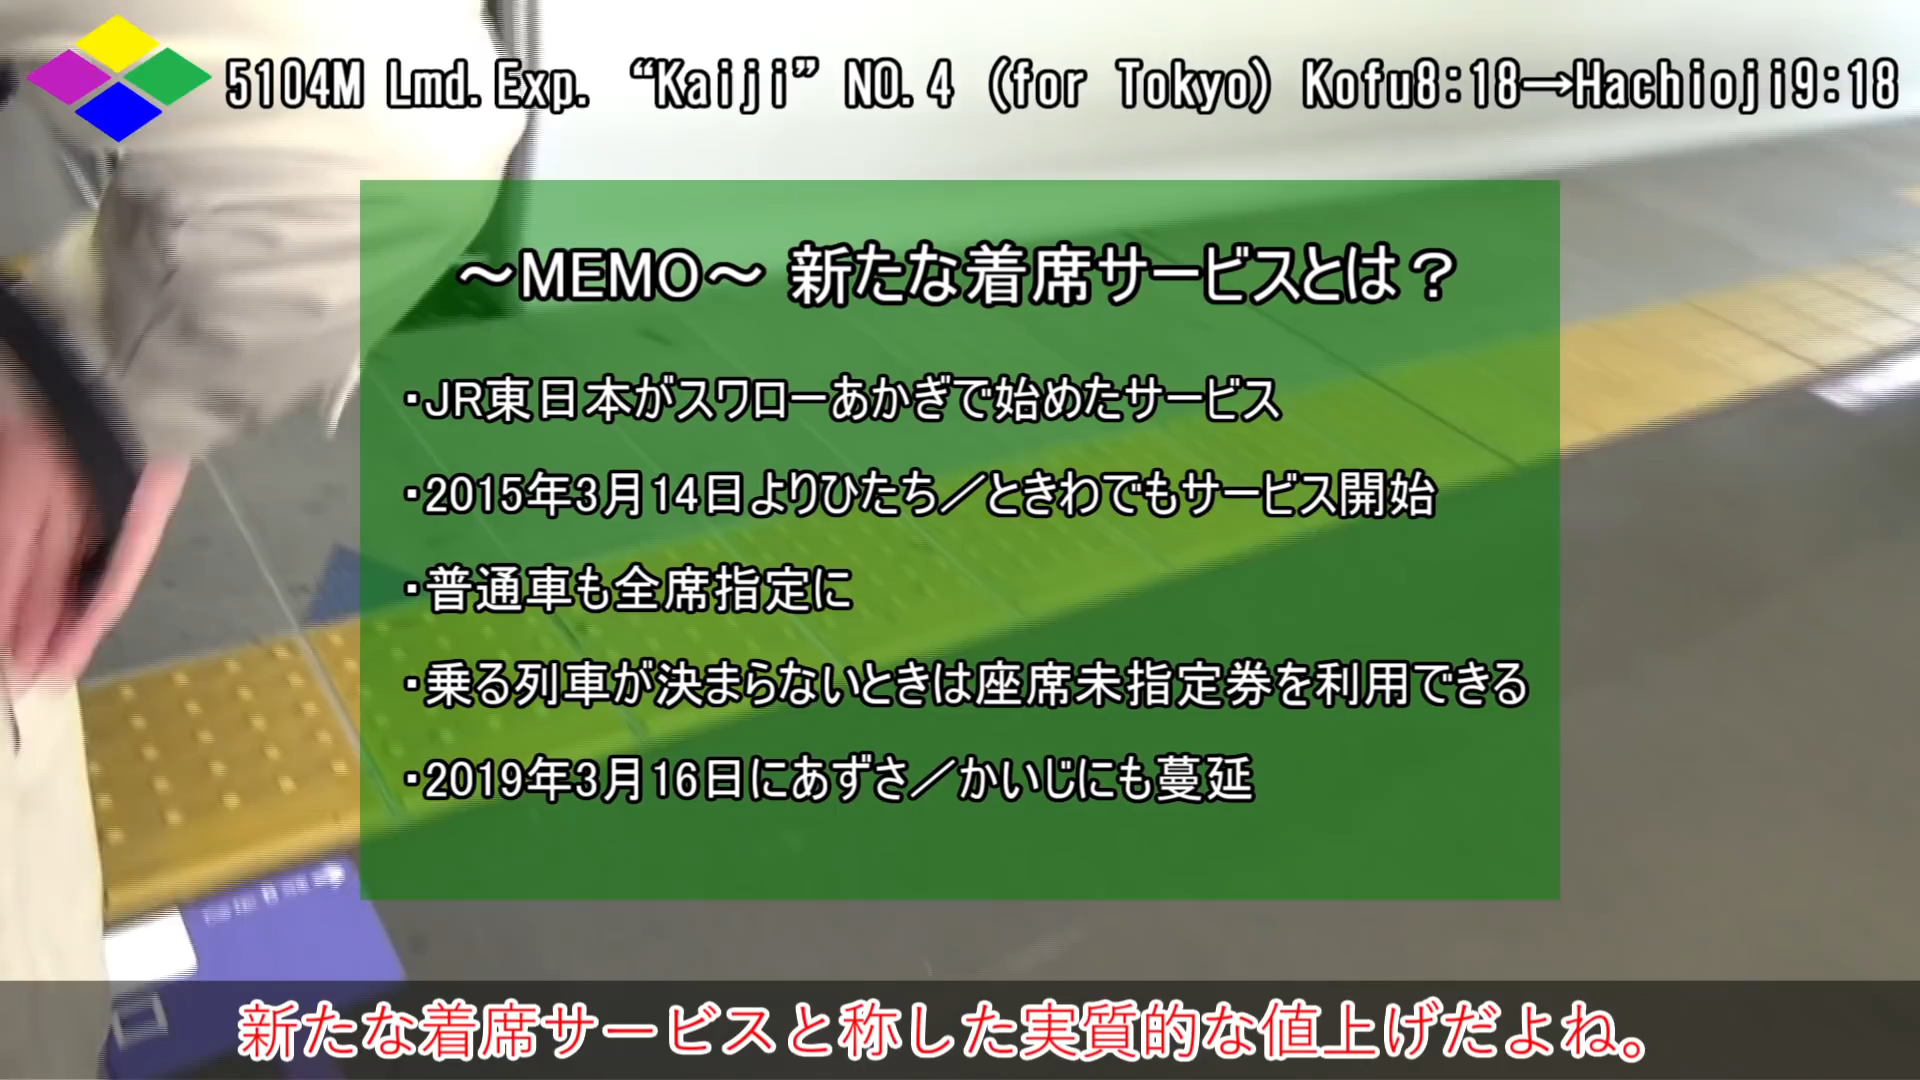 5104M Lmd.Exp. “Kaiji”NO.4 (for Tokyo) Kofu8:18→Hachioji9:18
～MEMO～ 新たな着席サービスとは？
・JR東日本がスワローあかぎで始めたサービス
・2015年3月14日よりひたち／ときわでもサービス開始
・普通車も全席指定に
・乗る列車が決まらないときは座席未指定券を利用できる
・2019年3月16日にあずさ／かいじにも蔓延
新たな着席サービスと称した実質的な値上げだよね。